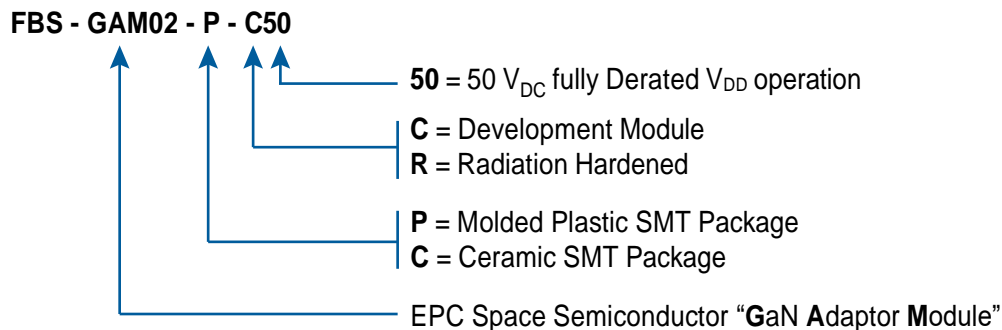 FBS - GAM02 - P - C50
50 = 50 VDC fully Derated VDD operation
C = Development Module
R = Radiation Hardened
P = Molded Plastic SMT Package
C = Ceramic SMT Package
EPC Space Semiconductor “GaN Adaptor Module”